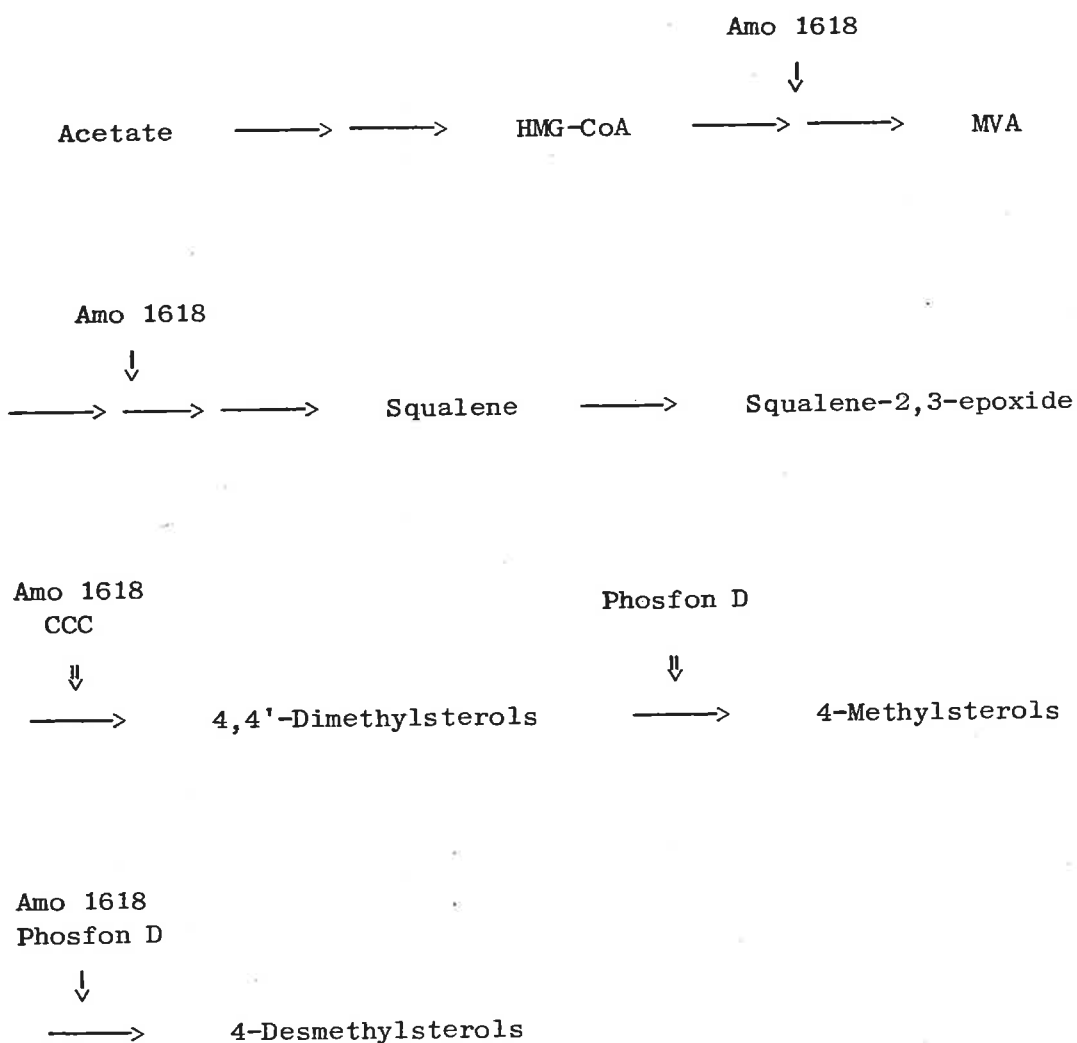 Amo 1618
Acetate HMG-CoA MVA
Amo 1618
Squalene Squalene-2,3-epoxide
Amo 1618
CCC
Phosfon D
4,4'-Dimethylsterols 4-Methylsterols
Amo 1618
Phosfon D
4-Desmethylsterols